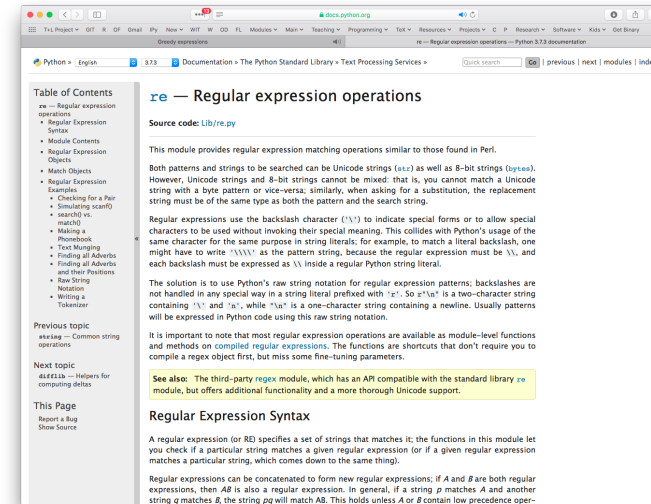 13
docs.python.org
T+L Project GIT R OF Gmail IPy Now WIT W OD FL Modules Main Teaching Programming TeX Resources Projects C P Research Software Kids Get Binary
Greedy expressions
re — Regular expression operations — Python 3.7.3 documentation
Python » English 3.7.3 Documentation » The Python Standard Library » Text Processing Services »
Quick search Go | previous | next | modules | inde
Table of Contents
re — Regular expression
operations
Regular Expression
Syntax
Module Contents
Regular Expression
Objects
Match Objects
Regular Expression
Examples
Checking for a Pair
Simulating scanf()
search() vs.
match()
Making a
Phonebook
Text Munging
Finding all Adverbs
Finding all Adverbs
and their Positions
Raw String
Notation
Writing a
Tokenizer
Previous topic
string — Common string
operations
Next topic
difflib — Helpers for
computing deltas
This Page
Report a Bug
Show Source
«
re — Regular expression operations
Source code: Lib/re.py
This module provides regular expression matching operations similar to those found in Perl.
Both patterns and strings to be searched can be Unicode strings (str) as well as 8-bit strings (bytes).
However, Unicode strings and 8-bit strings cannot be mixed: that is, you cannot match a Unicode
string with a byte pattern or vice-versa; similarly, when asking for a substitution, the replacement
string must be of the same type as both the pattern and the search string.
Regular expressions use the backslash character ('\') to indicate special forms or to allow special
characters to be used without invoking their special meaning. This collides with Python's usage of the
same character for the same purpose in string literals; for example, to match a literal backslash, one
might have to write '\\\\' as the pattern string, because the regular expression must be \\, and
each backslash must be expressed as \\ inside a regular Python string literal.
The solution is to use Python's raw string notation for regular expression patterns; backslashes are
not handled in any special way in a string literal prefixed with 'r'. So r"\n" is a two-character string
containing '\' and 'n', while "\n" is a one-character string containing a newline. Usually patterns
will be expressed in Python code using this raw string notation.
It is important to note that most regular expression operations are available as module-level functions
and methods on compiled regular expressions. The functions are shortcuts that don't require you to
compile a regex object first, but miss some fine-tuning parameters.
See also: The third-party regex module, which has an API compatible with the standard library re
module, but offers additional functionality and a more thorough Unicode support.
Regular Expression Syntax
A regular expression (or RE) specifies a set of strings that matches it; the functions in this module let
you check if a particular string matches a given regular expression (or if a given regular expression
matches a particular string, which comes down to the same thing).
Regular expressions can be concatenated to form new regular expressions; if A and B are both regular
expressions, then AB is also a regular expression. In general, if a string p matches A and another
string q matches B, the string pq will match AB. This holds unless A or B contain low precedence oper-